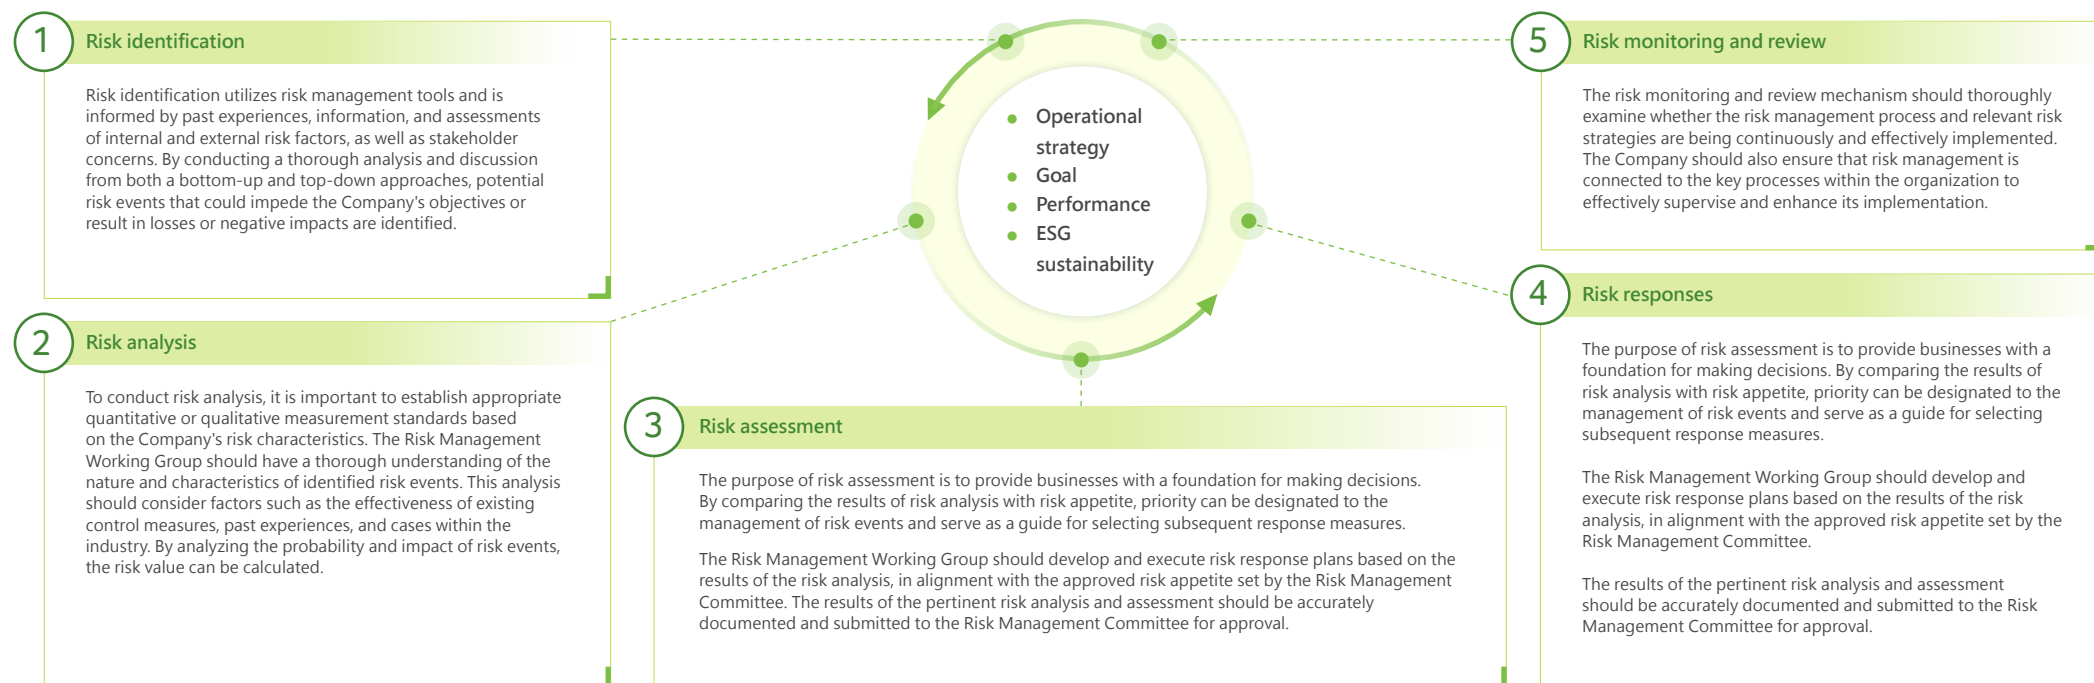 1
Risk identification
Risk identification utilizes risk management tools and is
informed by past experiences, information, and assessments
of internal and external risk factors, as well as stakeholder
concerns. By conducting a thorough analysis and discussion
from both a bottom-up and top-down approaches, potential
risk events that could impede the Company's objectives or
result in losses or negative impacts are identified.
2
Risk analysis
To conduct risk analysis, it is important to establish appropriate
quantitative or qualitative measurement standards based
on the Company's risk characteristics. The Risk Management
Working Group should have a thorough understanding of the
nature and characteristics of identified risk events. This analysis
should consider factors such as the effectiveness of existing
control measures, past experiences, and cases within the
industry. By analyzing the probability and impact of risk events,
the risk value can be calculated.
• Operational
strategy
• Goal
• Performance
• ESG
sustainability
3
Risk assessment
The purpose of risk assessment is to provide businesses with a foundation for making decisions.
By comparing the results of risk analysis with risk appetite, priority can be designated to the
management of risk events and serve as a guide for selecting subsequent response measures.
The Risk Management Working Group should develop and execute risk response plans based on the
results of the risk analysis, in alignment with the approved risk appetite set by the Risk Management
Committee. The results of the pertinent risk analysis and assessment should be accurately
documented and submitted to the Risk Management Committee for approval.
5
Risk monitoring and review
The risk monitoring and review mechanism should thoroughly
examine whether the risk management process and relevant risk
strategies are being continuously and effectively implemented.
The Company should also ensure that risk management is
connected to the key processes within the organization to
effectively supervise and enhance its implementation.
4
Risk responses
The purpose of risk assessment is to provide businesses with a
foundation for making decisions. By comparing the results of
risk analysis with risk appetite, priority can be designated to the
management of risk events and serve as a guide for selecting
subsequent response measures.
The Risk Management Working Group should develop and
execute risk response plans based on the results of the risk
analysis, in alignment with the approved risk appetite set by the
Risk Management Committee.
The results of the pertinent risk analysis and assessment
should be accurately documented and submitted to the Risk
Management Committee for approval.